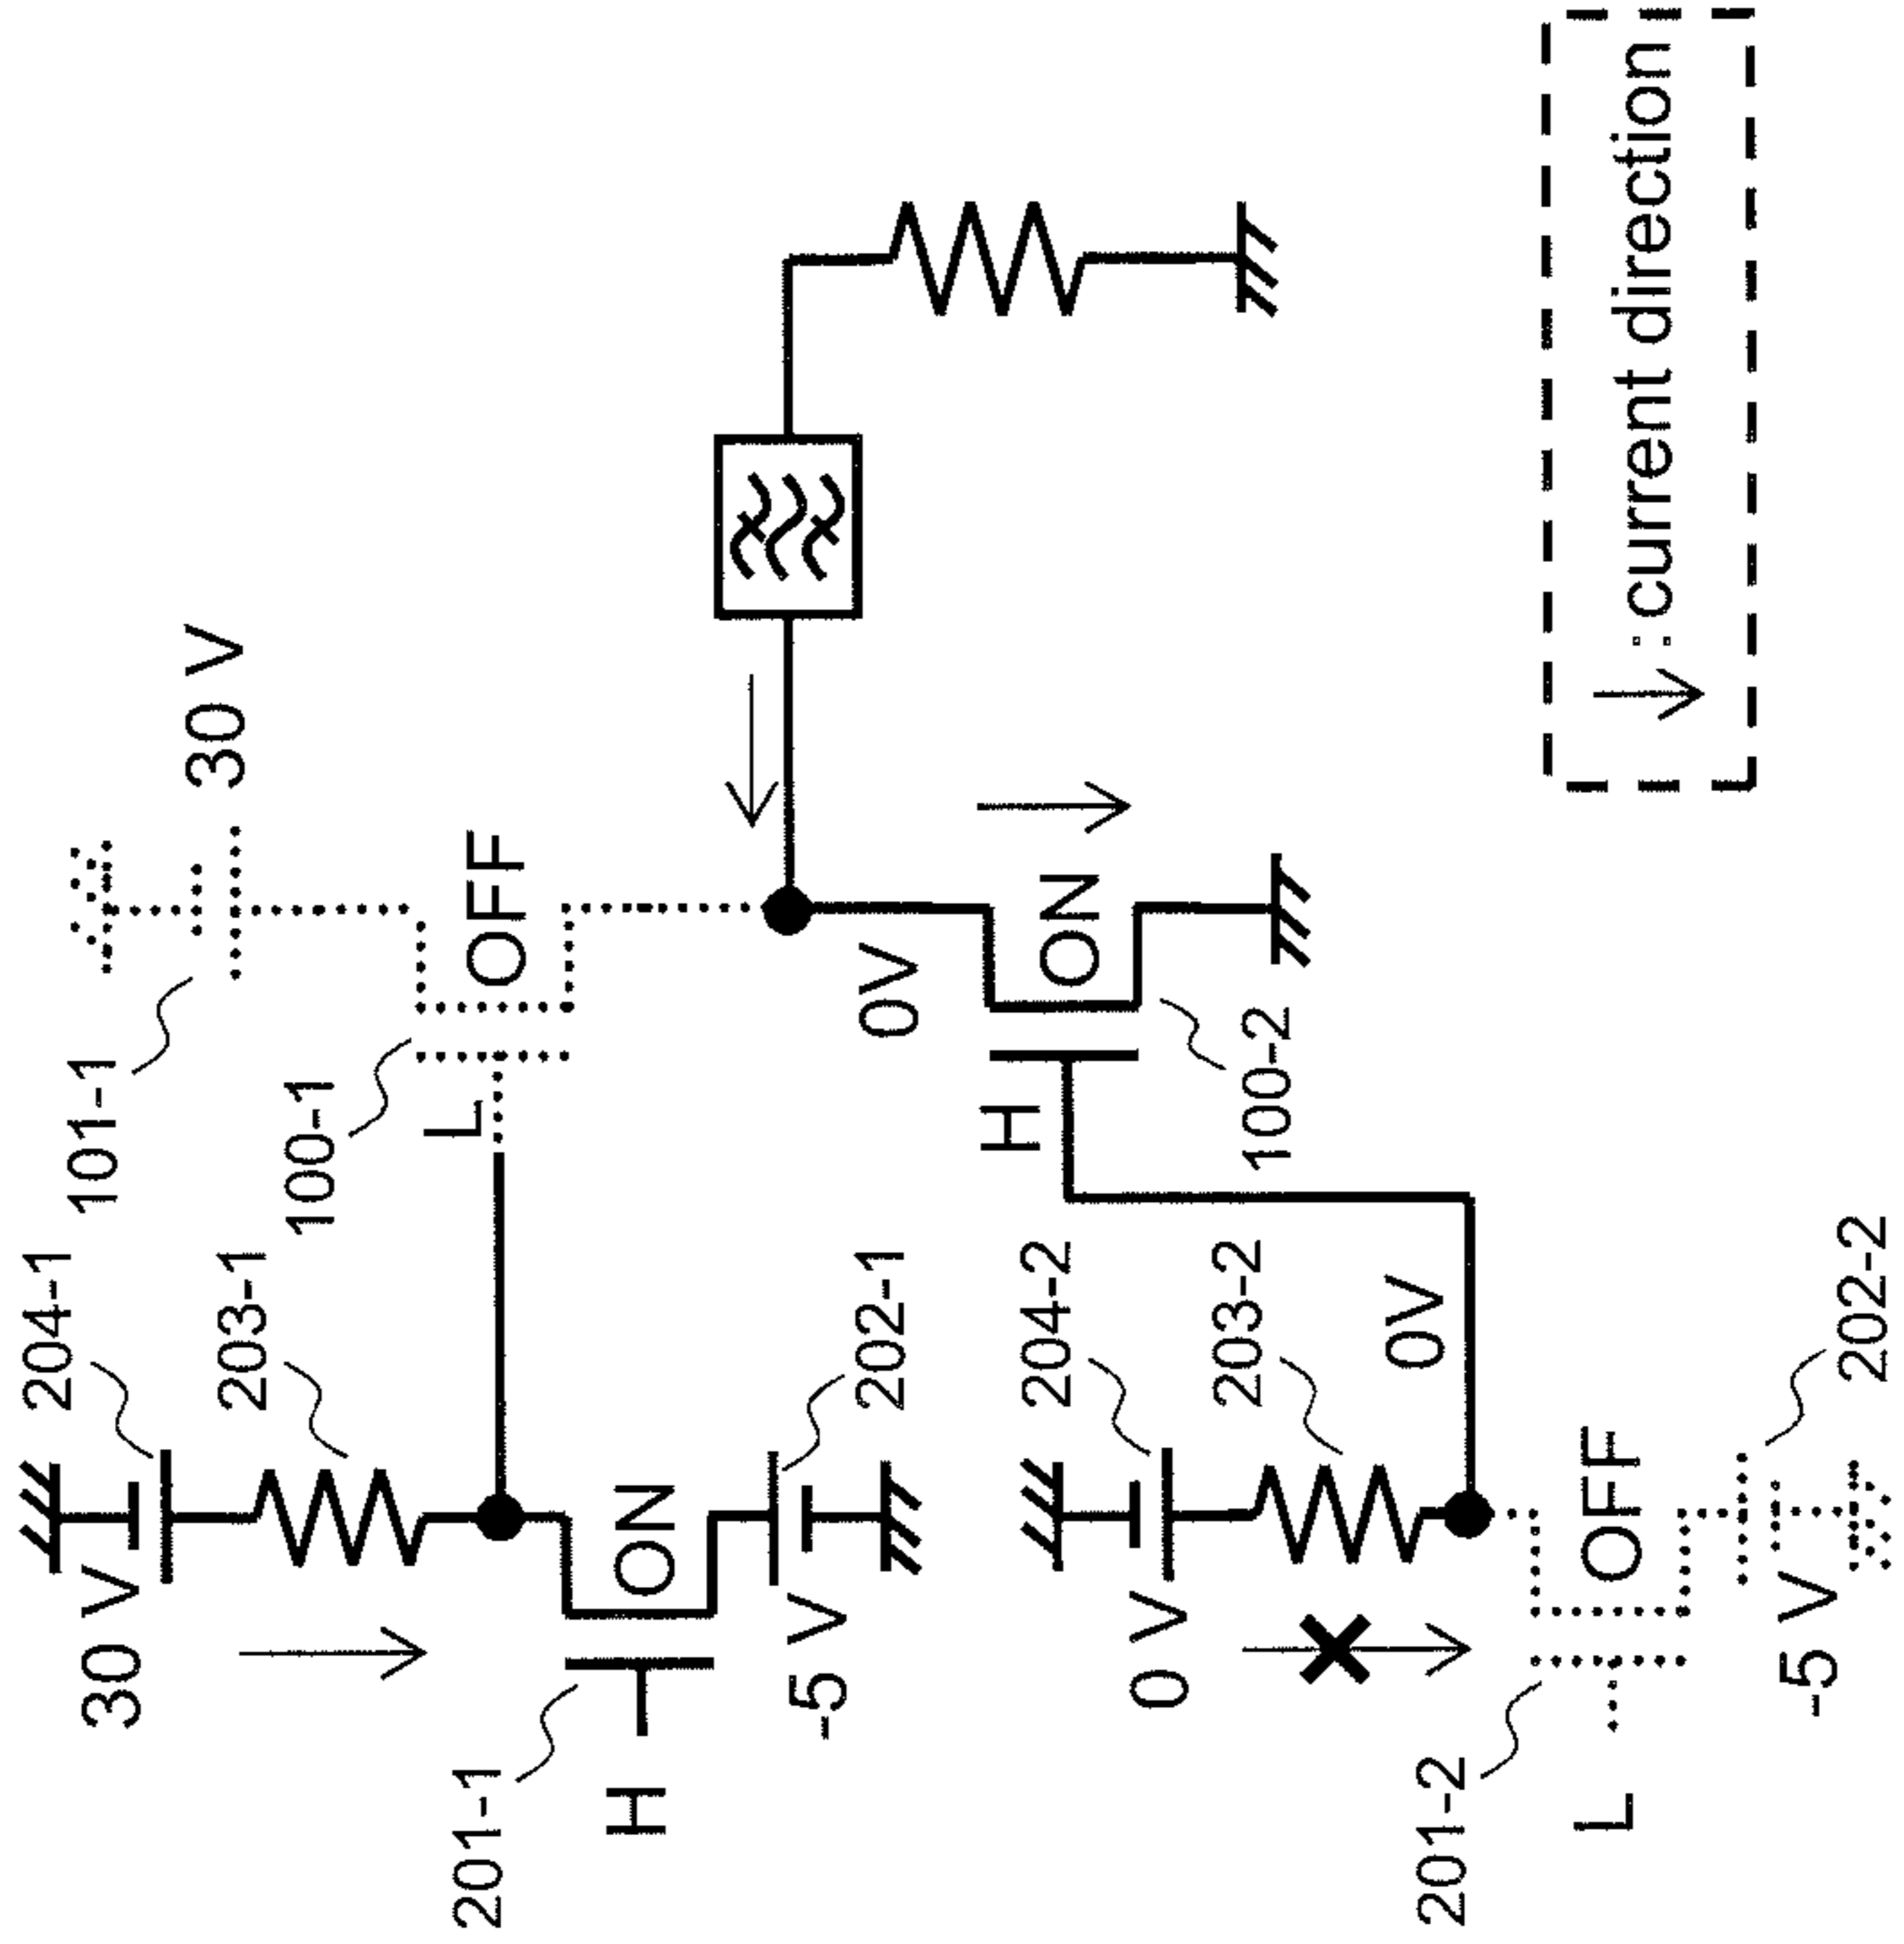 101-1
30 V
204-1
100-1
OFF
203-1
L
30 V
ON
0V
201-1
H
202-1
-5 V
H
ON
100-2
204-2
203-2
0 V
0V
201-2
L
OFF
202-2
-5 V
: current direction